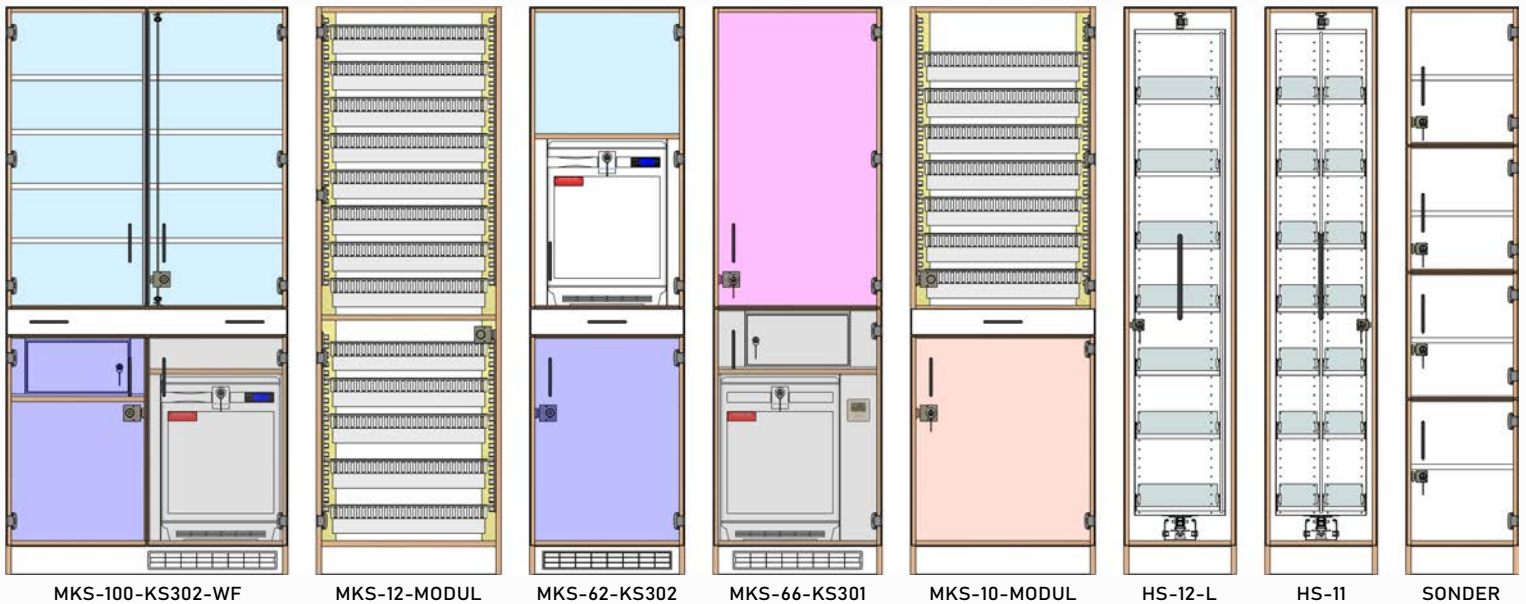 MKS-100-KS302-WF
MKS-12-MODUL
MKS-62-KS302
MKS-66-KS301
MKS-10-MODUL
HS-12-L
HS-11
SONDER